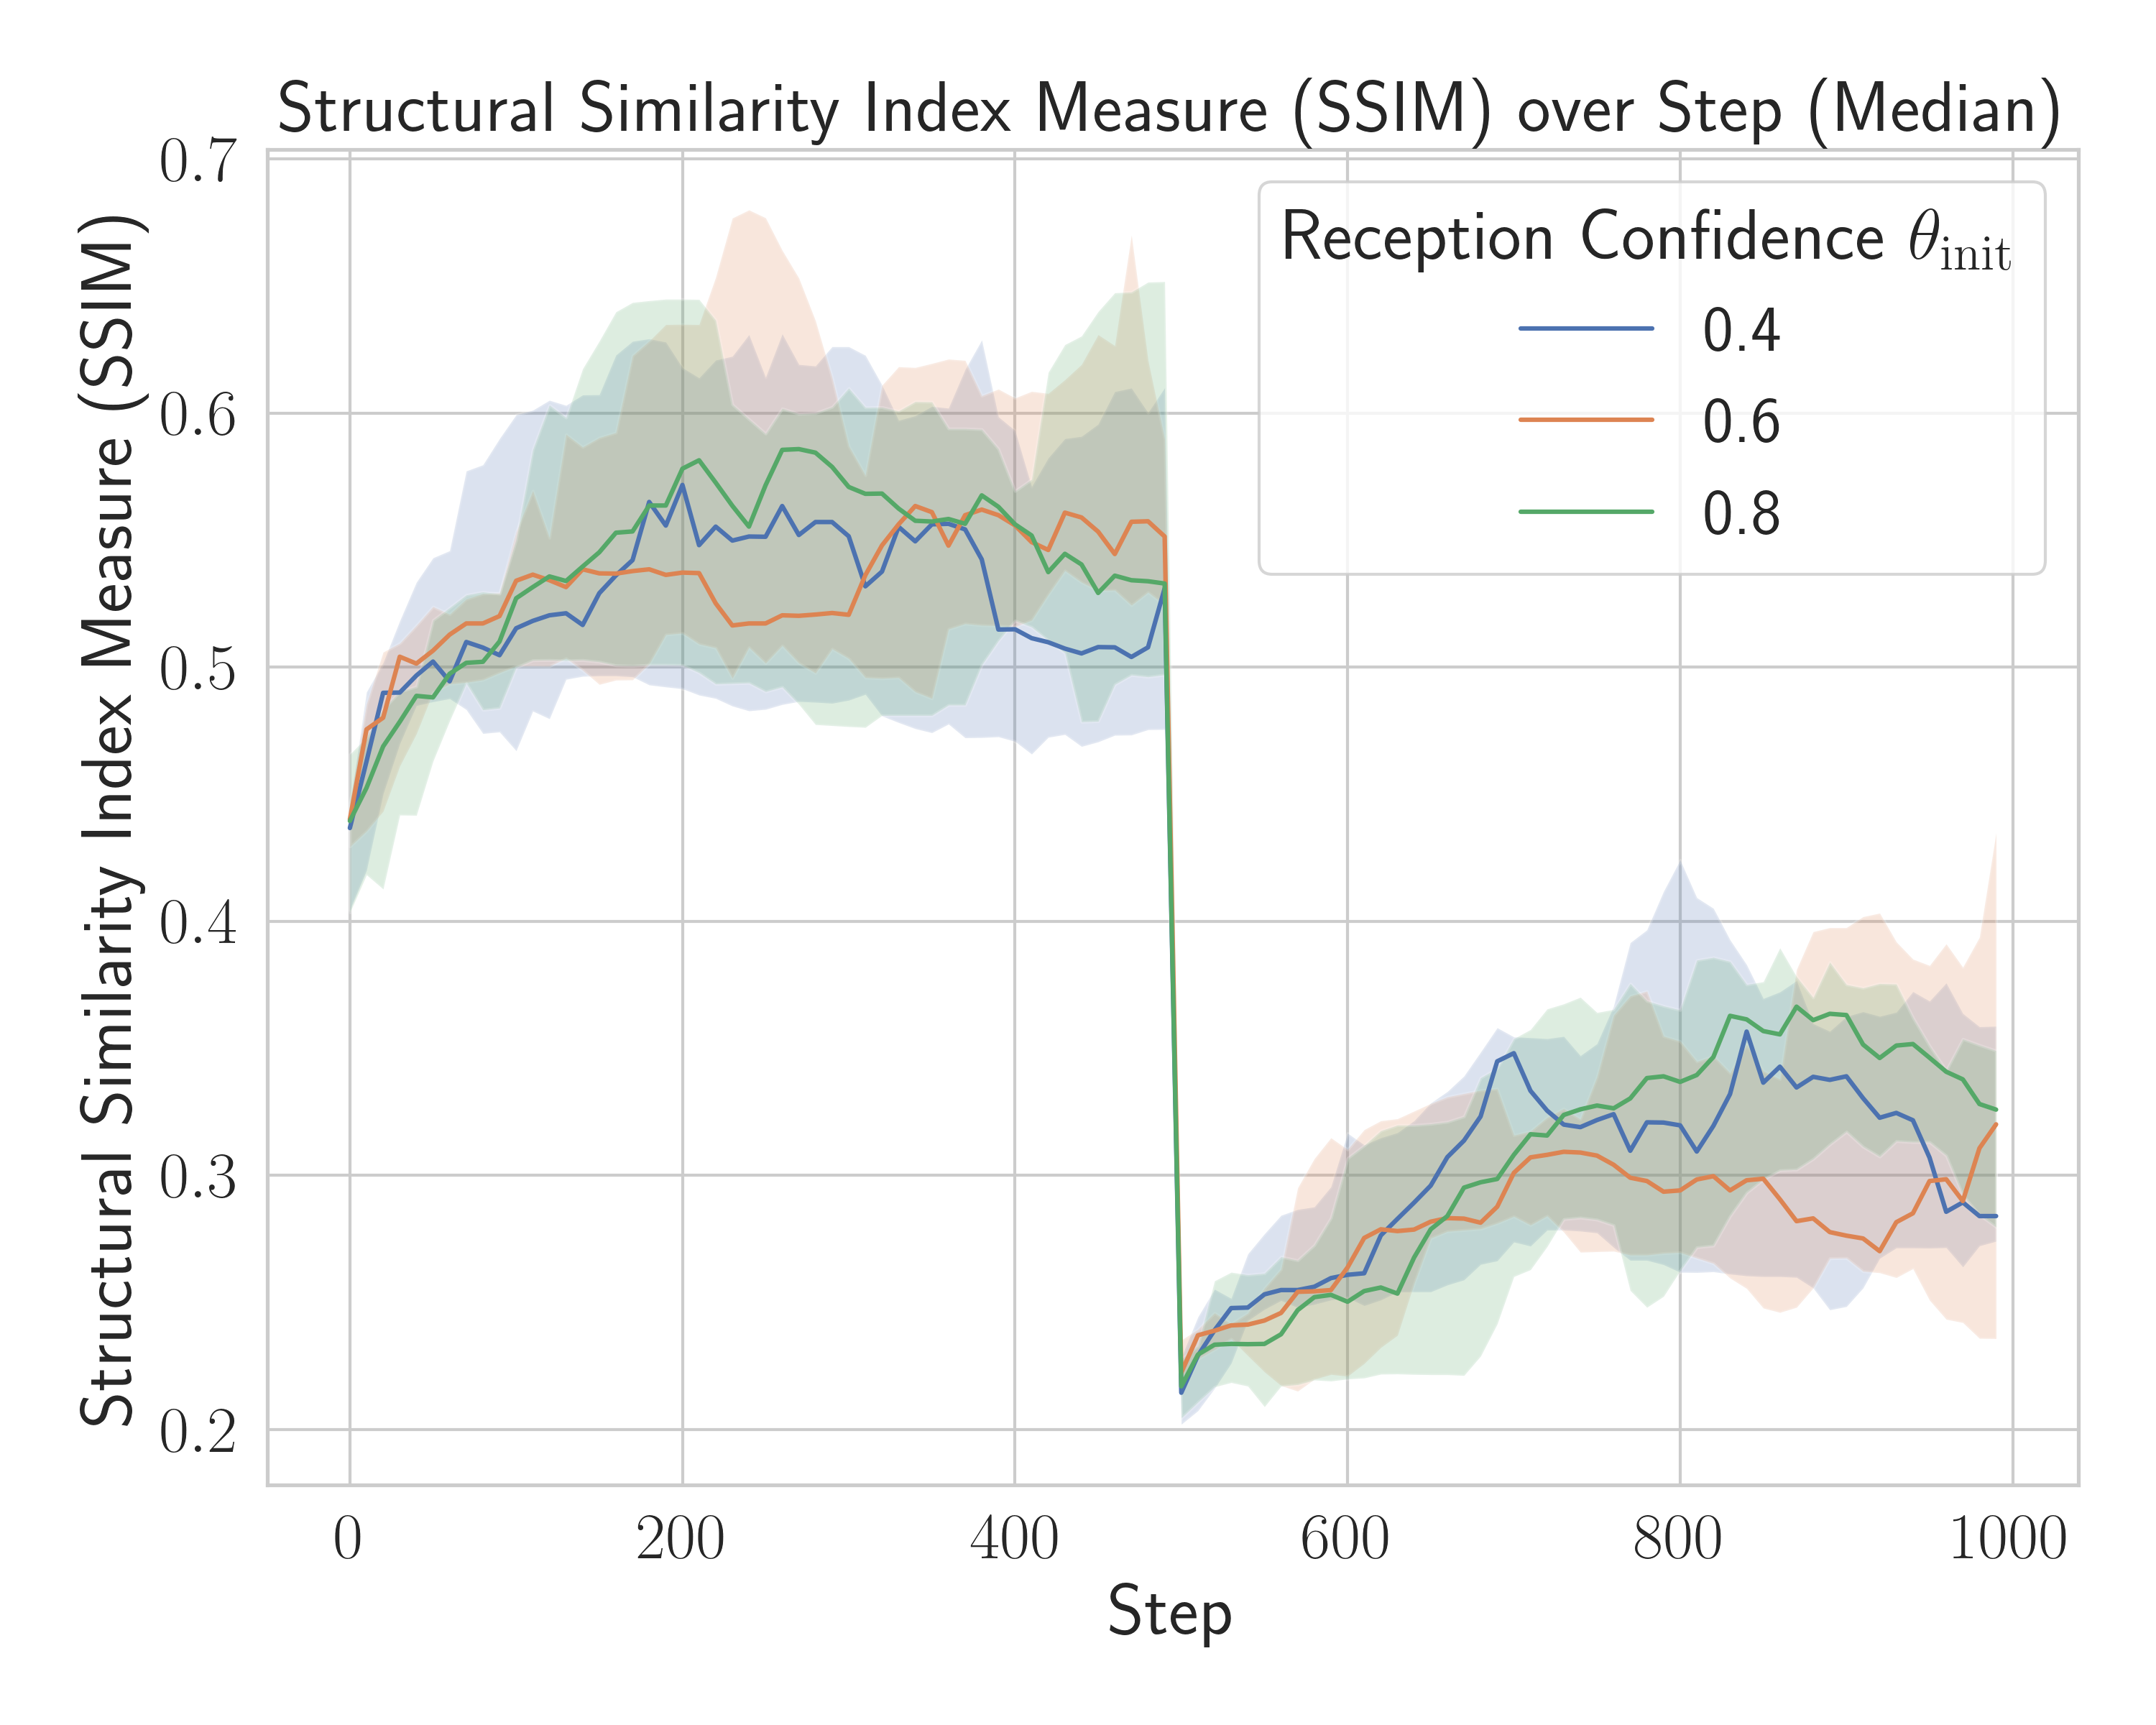 Structural Similarity Index Measure (SSIM) over Step (Median)
Structural Similarity Index Measure (SSIM)
0.7
0.6
0.5
0.4
0.3
0.2
Reception Confidence θinit
0.4
0.6
0.8
0 200 400 600 800 1000
Step